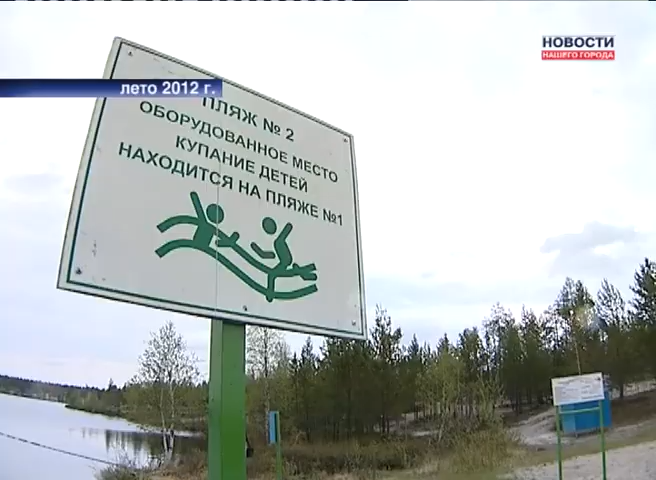 НОВОСТИ
НАШЕГО ГОРОДА
лето 2012 г.
ПЛЯЖ № 2
ОБОРУДОВАННОЕ МЕСТО
КУПАНИЕ ДЕТЕЙ
НАХОДИТСЯ НА ПЛЯЖЕ №1